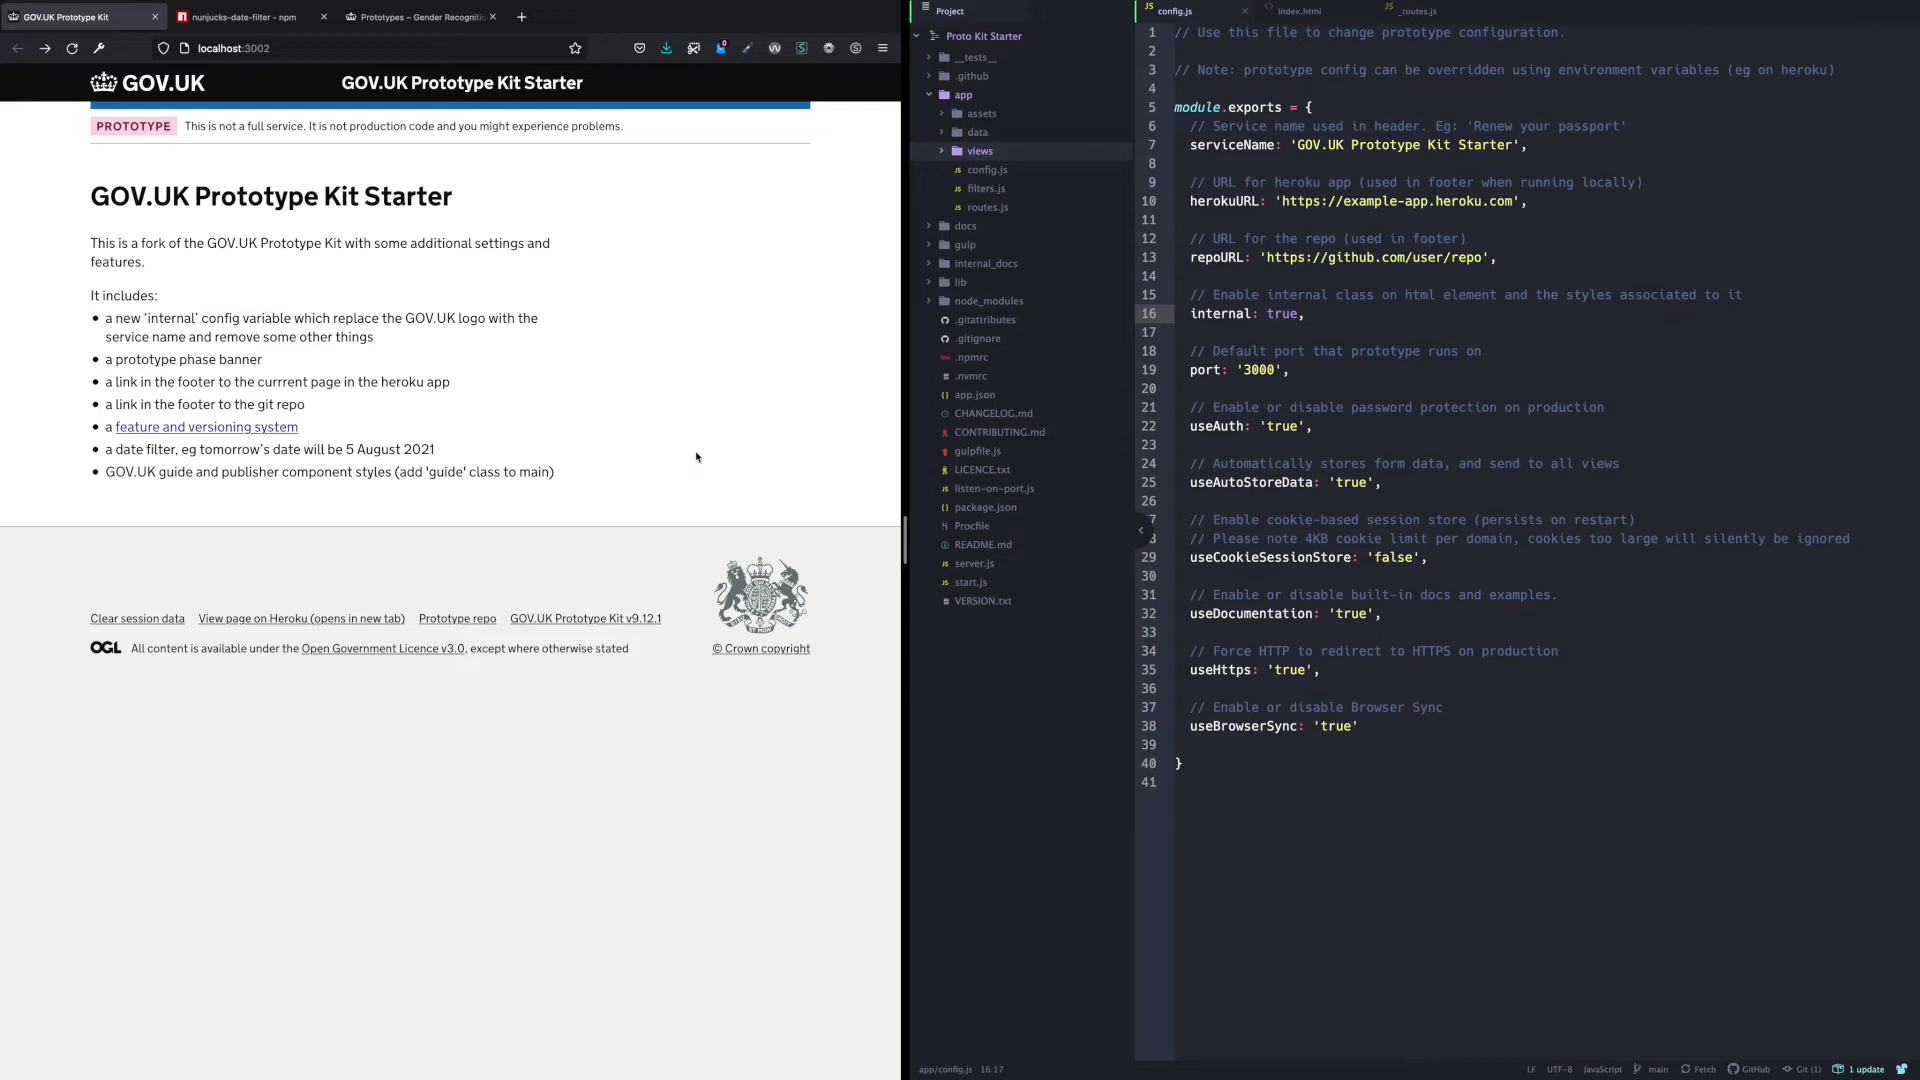 GOV.UK Prototype Kit
nunjucks-date-filter - npm
Prototypes – Gender Recogniti
localhost:3002
0
GOV.UK
GOV.UK Prototype Kit Starter
PROTOTYPE This is not a full service. It is not production code and you might experience problems.
GOV.UK Prototype Kit Starter
This is a fork of the GOV.UK Prototype Kit with some additional settings and
features.
It includes:
a new ‘internal’ config variable which replace the GOV.UK logo with the
service name and remove some other things
a prototype phase banner
a link in the footer to the currrent page in the heroku app
a link in the footer to the git repo
a feature and versioning system
a date filter, eg tomorrow’s date will be 5 August 2021
GOV.UK guide and publisher component styles (add 'guide' class to main)
Clear session data View page on Heroku (opens in new tab) Prototype repo GOV.UK Prototype Kit v9.12.1
OGL All content is available under the Open Government Licence v3.0, except where otherwise stated
© Crown copyright
Project
Proto Kit Starter
__tests__
.github
app
assets
data
views
JS config.js
JS filters.js
JS routes.js
docs
gulp
internal_docs
lib
node_modules
.gitattributes
.gitignore
.npmrc
.nvmrc
app.json
CHANGELOG.md
CONTRIBUTING.md
gulpfile.js
LICENCE.txt
JS listen-on-port.js
package.json
Procfile
README.md
JS server.js
JS start.js
VERSION.txt
JS config.js
index.html
JS _routes.js
1 // Use this file to change prototype configuration.
2
3 // Note: prototype config can be overridden using environment variables (eg on heroku)
4
5 module.exports = {
6 // Service name used in header. Eg: 'Renew your passport'
7 serviceName: 'GOV.UK Prototype Kit Starter',
8
9 // URL for heroku app (used in footer when running locally)
10 herokuURL: 'https://example-app.heroku.com',
11
12 // URL for the repo (used in footer)
13 repoURL: 'https://github.com/user/repo',
14
15 // Enable internal class on html element and the styles associated to it
16 internal: true,
17
18 // Default port that prototype runs on
19 port: '3000',
20
21 // Enable or disable password protection on production
22 useAuth: 'true',
23
24 // Automatically stores form data, and send to all views
25 useAutoStoreData: 'true',
26
7 // Enable cookie-based session store (persists on restart)
8 // Please note 4KB cookie limit per domain, cookies too large will silently be ignored
29 useCookieSessionStore: 'false',
30
31 // Enable or disable built-in docs and examples.
32 useDocumentation: 'true',
33
34 // Force HTTP to redirect to HTTPS on production
35 useHttps: 'true',
36
37 // Enable or disable Browser Sync
38 useBrowserSync: 'true'
39
40 }
41
app/config.js 16:17
LF UTF-8 JavaScript main Fetch GitHub Git (1) 1 update